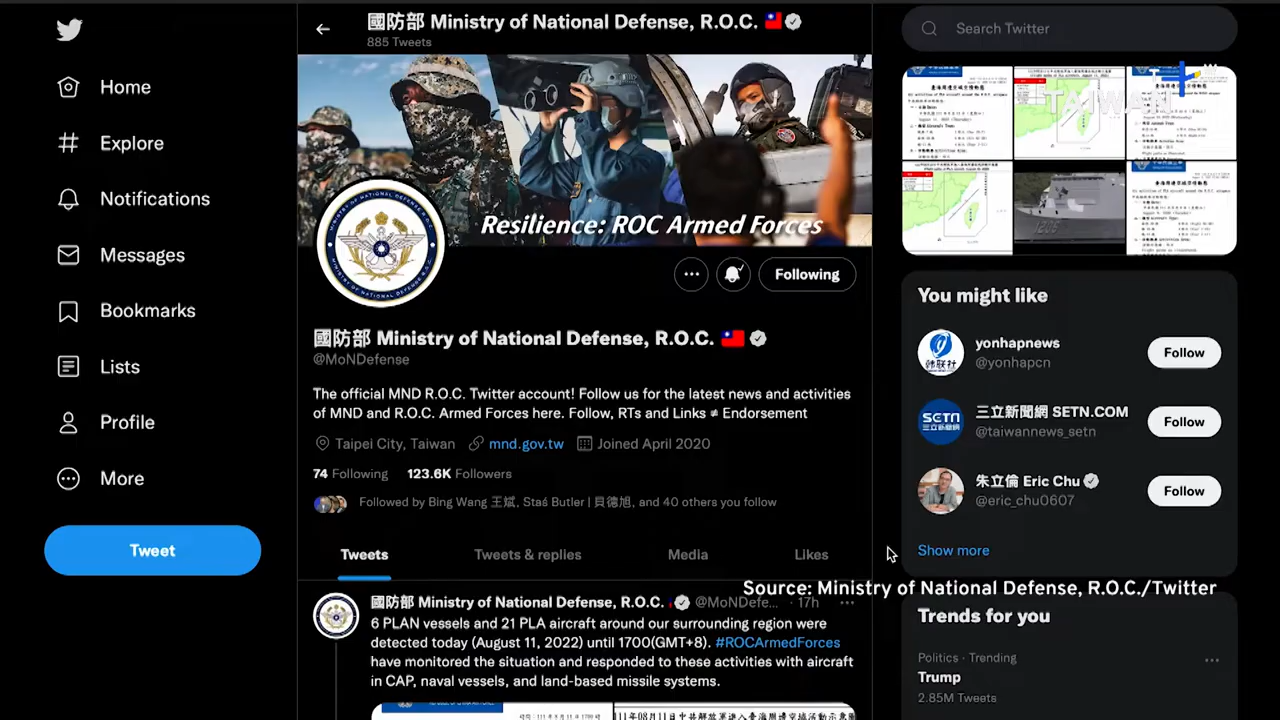 國防部 Ministry of National Defense, R.O.C.
885 Tweets
Search Twitter
Home
Explore
Notifications
Messages
Bookmarks
Lists
Profile
More
Tweet
TAIWAN
Resilience: ROC Armed Forces
MINISTRY OF NATIONAL DEFENSE, R.O.C.
Following
國防部 Ministry of National Defense, R.O.C.
@MoNDefense
The official MND R.O.C. Twitter account! Follow us for the latest news and activities
of MND and R.O.C. Armed Forces here. Follow, RTs and Links ≠ Endorsement
Taipei City, Taiwan mnd.gov.tw Joined April 2020
74 Following 123.6K Followers
Followed by Bing Wang 王斌, Staś Butler | 貝德旭, and 40 others you follow
Tweets Tweets & replies Media Likes
國防部 Ministry of National Defense, R.O.C. @MoNDefe... · 17h
6 PLAN vessels and 21 PLA aircraft around our surrounding region were
detected today (August 11, 2022) until 1700(GMT+8). #ROCArmedForces
have monitored the situation and responded to these activities with aircraft
in CAP, naval vessels, and land-based missile systems.
1205
You might like
yonhapnews
@yonhapcn
Follow
三立新聞網 SETN.COM
@taiwannews_setn
Follow
朱立倫 Eric Chu
@eric_chu0607
Follow
Show more
Source: Ministry of National Defense, R.O.C./Twitter
Trends for you
Politics · Trending
Trump
2.85M Tweets